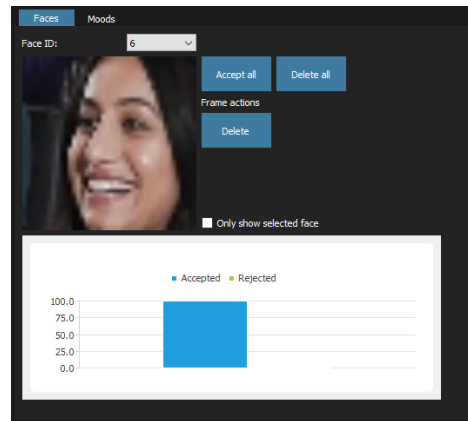 Faces Moods
Face ID: 6
Accept all Delete all
Frame actions
Delete
Only show selected face
Accepted Rejected
100.0
75.0
50.0
25.0
0.0